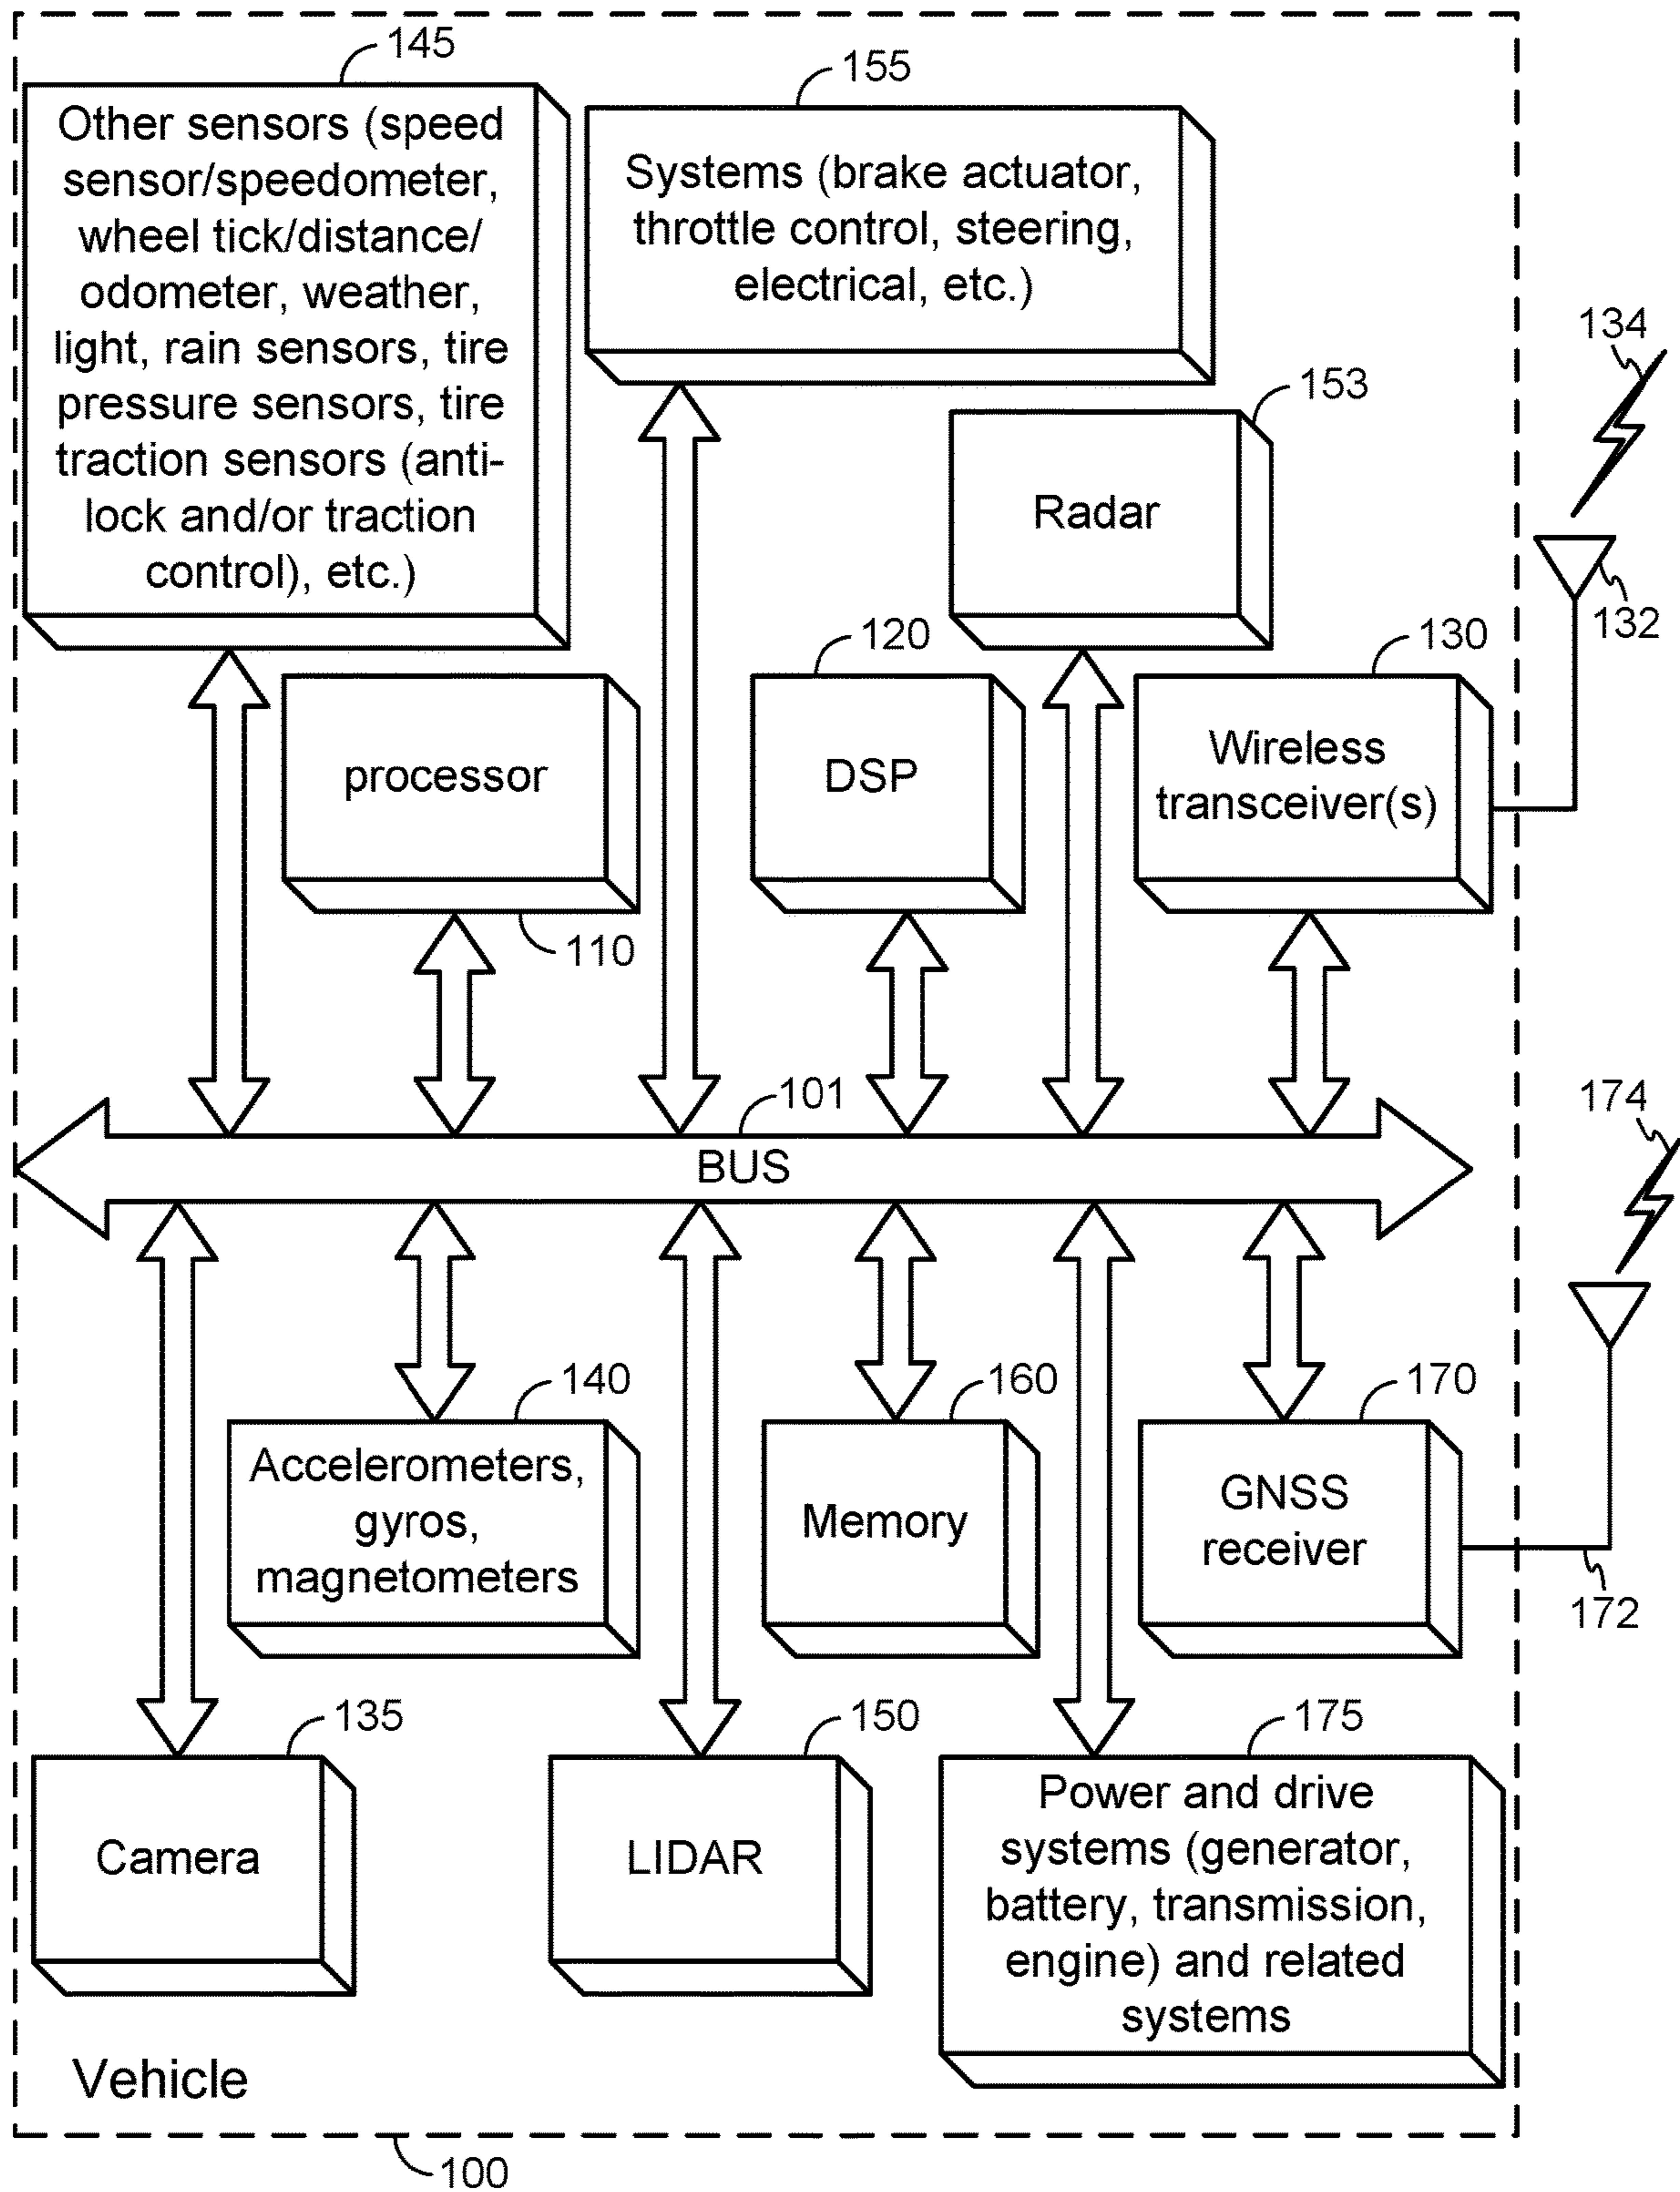 145
Other sensors (speed
sensor/speedometer,
wheel tick/distance/
odometer, weather,
light, rain sensors, tire
pressure sensors, tire
traction sensors (anti-
lock and/or traction
control), etc.)
155
Systems (brake actuator,
throttle control, steering,
electrical, etc.)
134
153
Radar
132
120
130
processor
DSP
Wireless
transceiver(s)
110
101
BUS
174
140
Accelerometers,
gyros,
magnetometers
160
Memory
170
GNSS
receiver
172
135
Camera
150
LIDAR
175
Power and drive
systems (generator,
battery, transmission,
engine) and related
systems
Vehicle
100